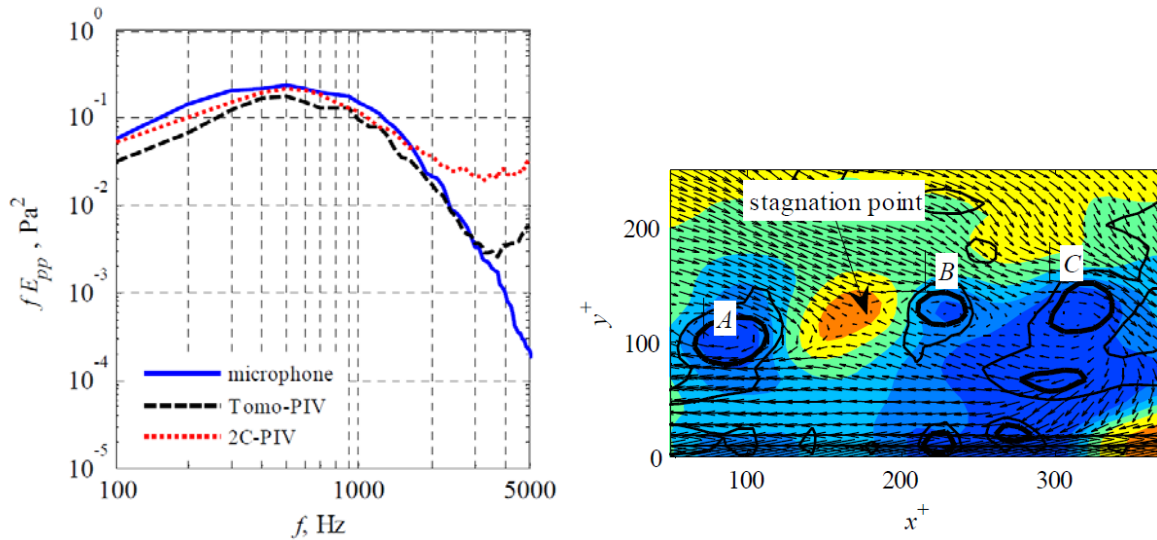 f E_pp , Pa^2
10^0
10^-1
10^-2
10^-3
10^-4
10^-5
microphone
Tomo-PIV
2C-PIV
100
1000
5000
f, Hz
y^+
200
100
0
stagnation point
A
B
C
100
200
300
x^+